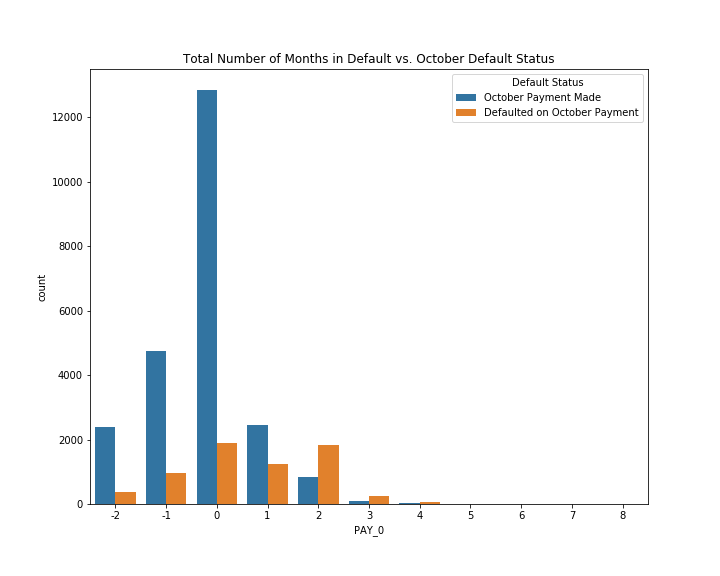 Total Number of Months in Default vs. October Default Status
Default Status
October Payment Made
Defaulted on October Payment
12000
10000
8000
6000
4000
2000
0
count
-2 -1 0 1 2 3 4 5 6 7 8
PAY_0